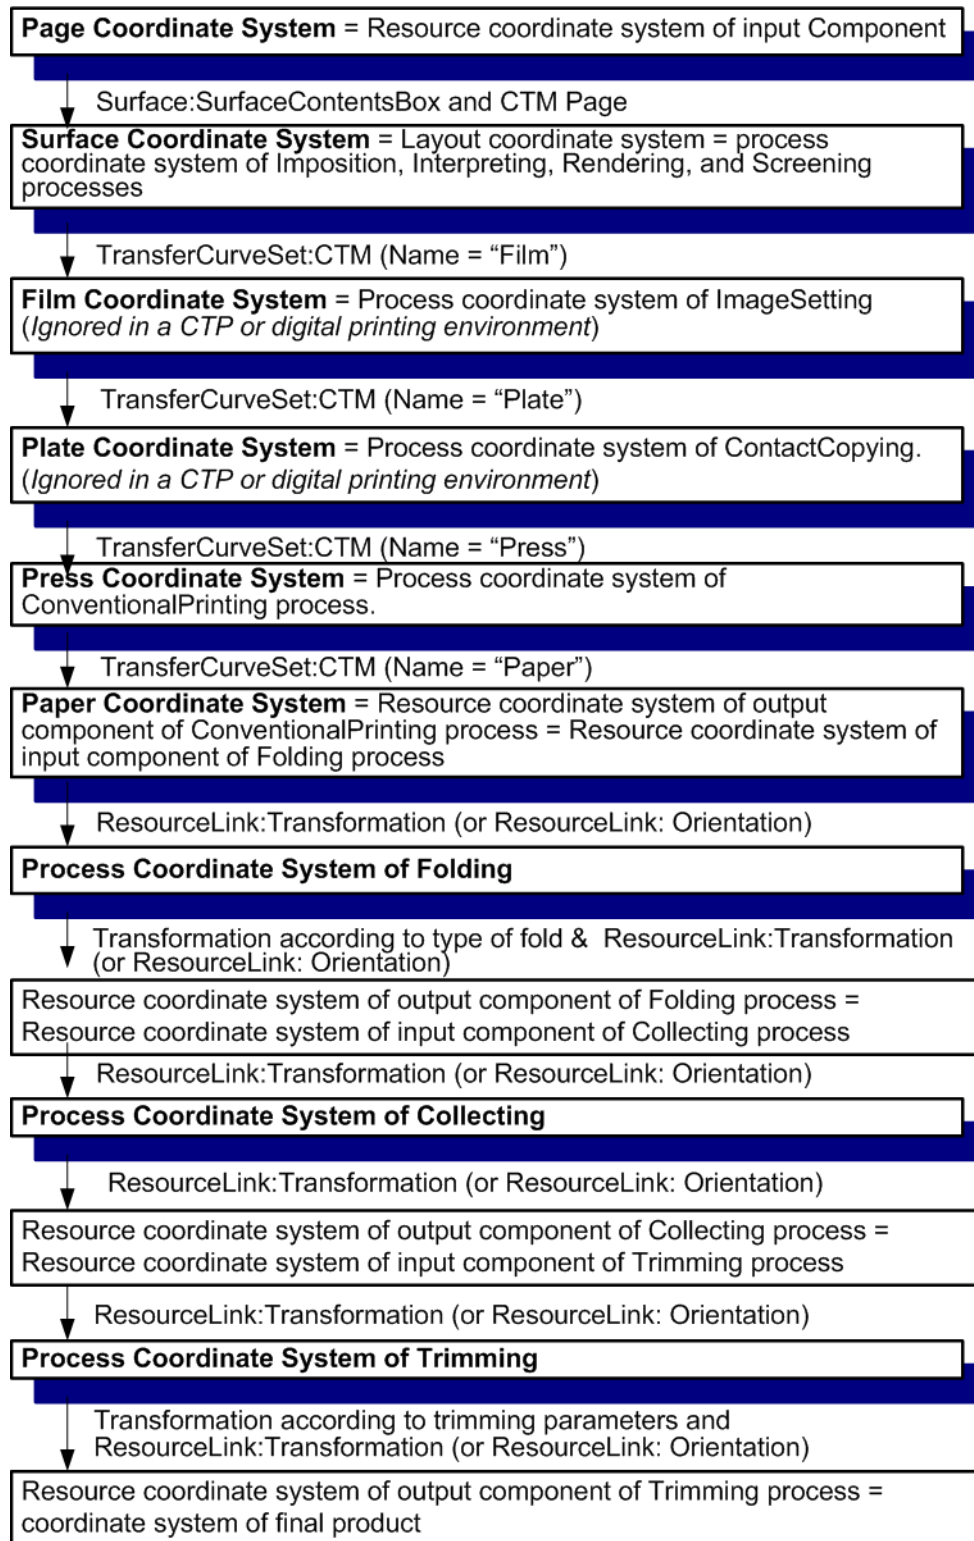 Page Coordinate System = Resource coordinate system of input Component
Surface:SurfaceContentsBox and CTM Page
Surface Coordinate System = Layout coordinate system = process
coordinate system of Imposition, Interpreting, Rendering, and Screening
processes
TransferCurveSet:CTM (Name = “Film”)
Film Coordinate System = Process coordinate system of ImageSetting
(Ignored in a CTP or digital printing environment)
TransferCurveSet:CTM (Name = “Plate”)
Plate Coordinate System = Process coordinate system of ContactCopying.
(Ignored in a CTP or digital printing environment)
TransferCurveSet:CTM (Name = “Press”)
Press Coordinate System = Process coordinate system of
ConventionalPrinting process.
TransferCurveSet:CTM (Name = “Paper”)
Paper Coordinate System = Resource coordinate system of output
component of ConventionalPrinting process = Resource coordinate system of
input component of Folding process
ResourceLink:Transformation (or ResourceLink: Orientation)
Process Coordinate System of Folding
Transformation according to type of fold & ResourceLink:Transformation
(or ResourceLink: Orientation)
Resource coordinate system of output component of Folding process =
Resource coordinate system of input component of Collecting process
ResourceLink:Transformation (or ResourceLink: Orientation)
Process Coordinate System of Collecting
ResourceLink:Transformation (or ResourceLink: Orientation)
Resource coordinate system of output component of Collecting process =
Resource coordinate system of input component of Trimming process
ResourceLink:Transformation (or ResourceLink: Orientation)
Process Coordinate System of Trimming
Transformation according to trimming parameters and
ResourceLink:Transformation (or ResourceLink: Orientation)
Resource coordinate system of output component of Trimming process =
coordinate system of final product